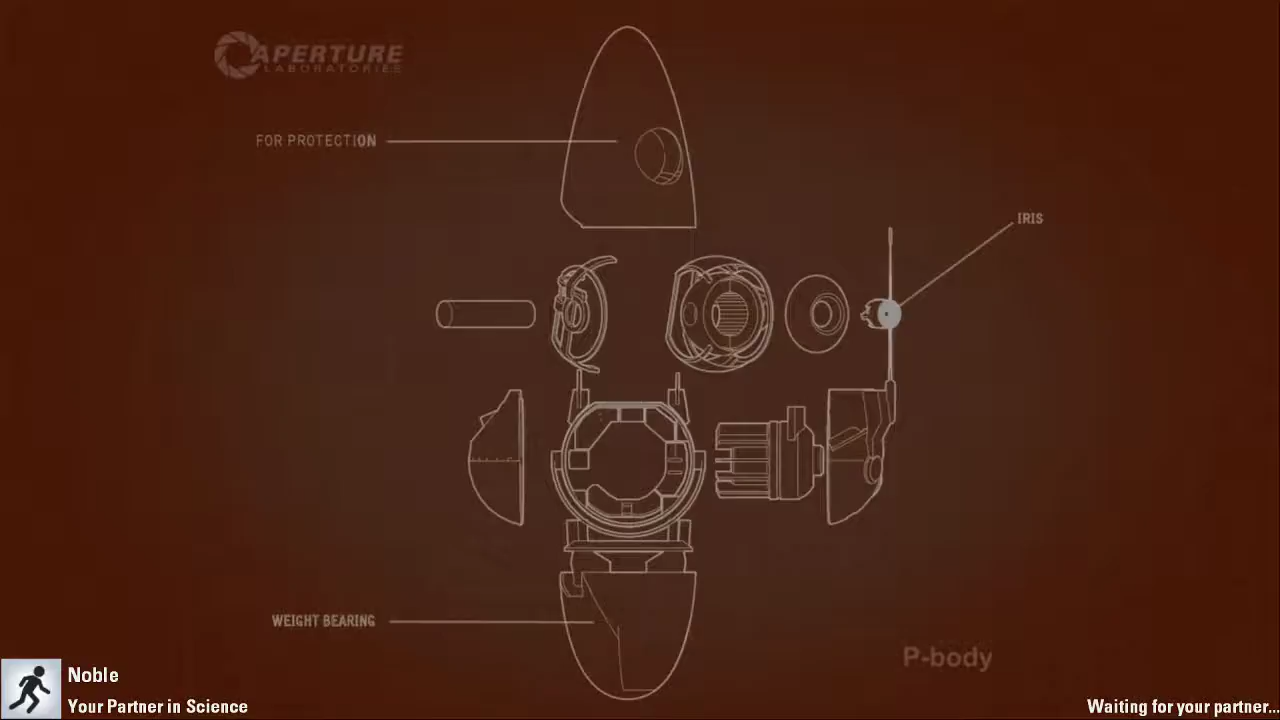 APERTURE
LABORATORIES
FOR PROTECTION
IRIS
WEIGHT BEARING
P-body
Noble
Your Partner in Science
Waiting for your partner...